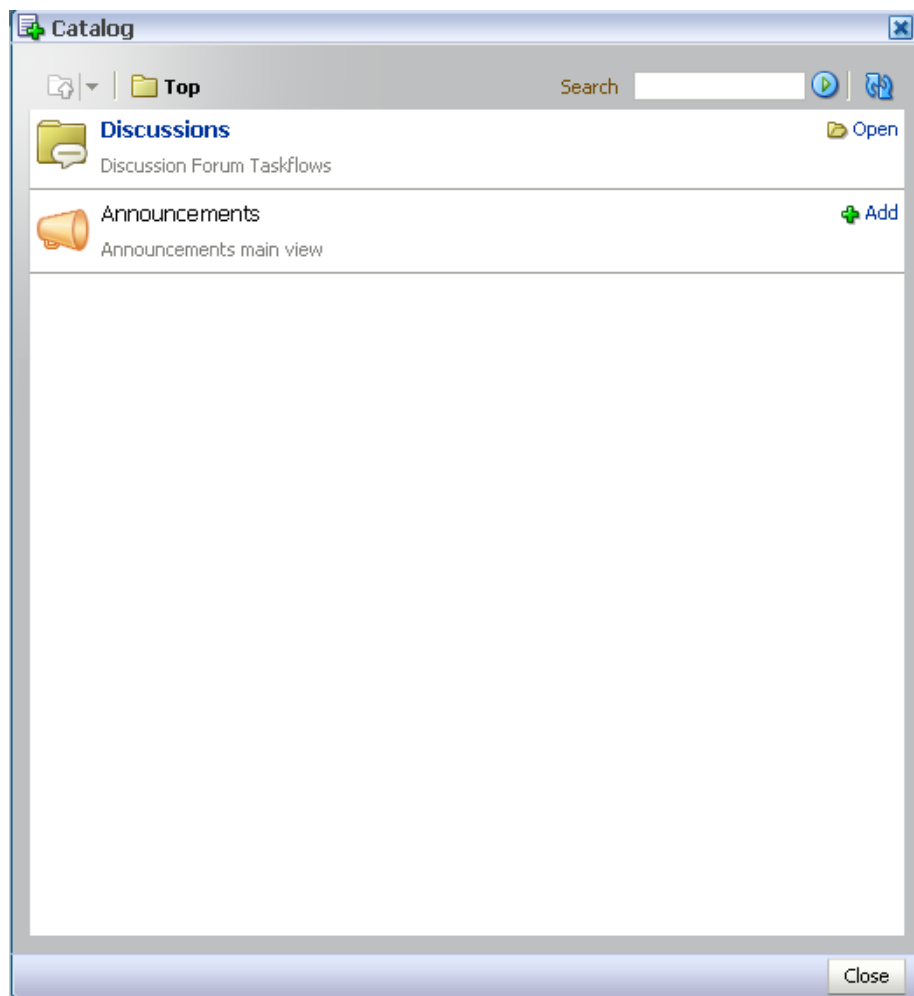 Catalog
Top Search
Discussions Open
Discussion Forum Taskflows
Announcements Add
Announcements main view
Close